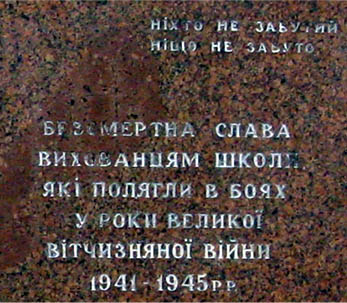 НІХТО НЕ ЗАБУТИЙ
НІЩО НЕ ЗАБУТО
БЕЗСМЕРТНА СЛАВА
ВИХОВАНЦЯМ ШКОЛИ,
ЯКІ ПОЛЯГЛИ В БОЯХ
У РОКИ ВЕЛИКОЇ
ВІТЧИЗНЯНОЇ ВІЙНИ
1941-1945РР.